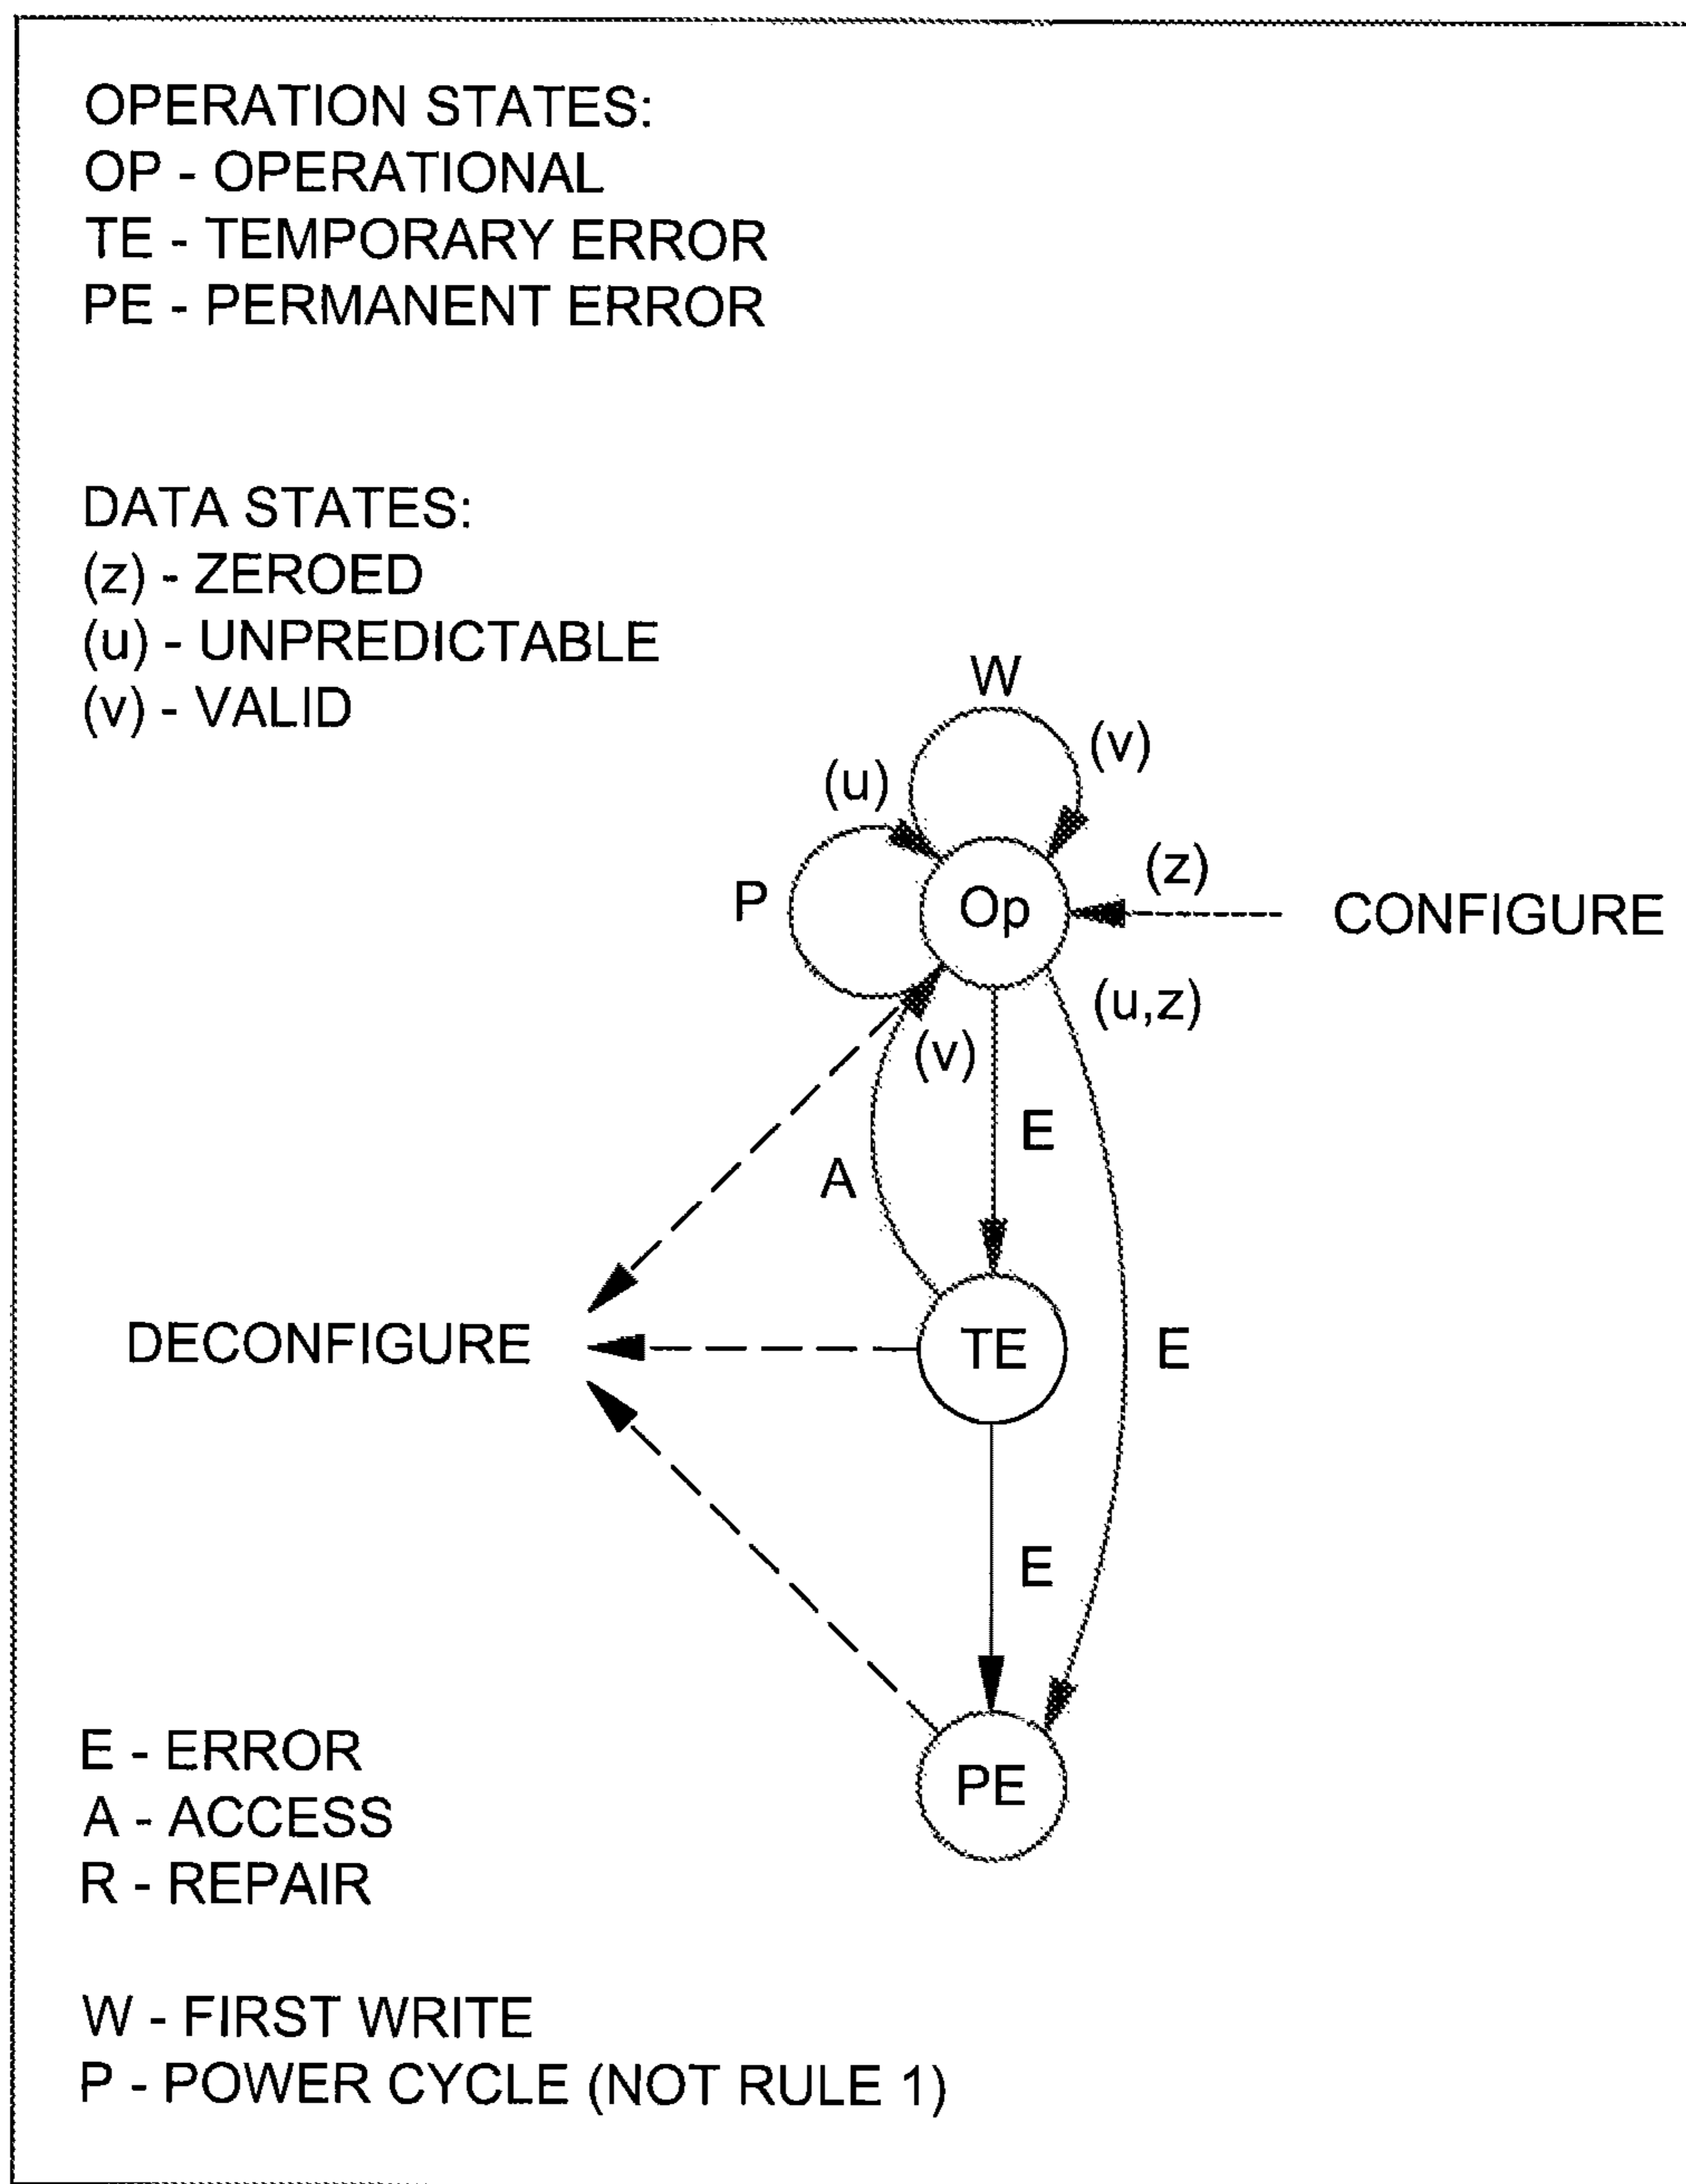 OPERATION STATES:
OP - OPERATIONAL
TE - TEMPORARY ERROR
PE - PERMANENT ERROR
DATA STATES:
(z) - ZEROED
(u) - UNPREDICTABLE
(v) - VALID
W
(v)
(u)
(z)
P
Op
CONFIGURE
(u,z)
(v)
E
A
DECONFIGURE
TE
E
E
PE
E - ERROR
A - ACCESS
R - REPAIR
W - FIRST WRITE
P - POWER CYCLE (NOT RULE 1)